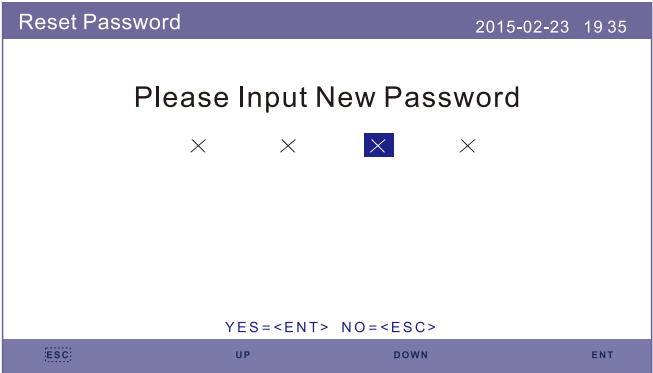 Reset Password 2015-02-23 19 35
Please Input New Password
× × × ×
YES=<ENT> NO=<ESC>
ESC UP DOWN ENT